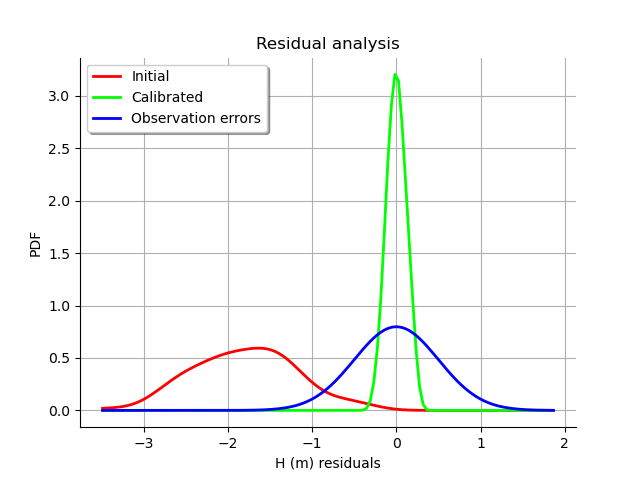 Residual analysis
Initial
Calibrated
Observation errors
PDF
3.0
2.5
2.0
1.5
1.0
0.5
0.0
−3 −2 −1 0 1 2
H (m) residuals